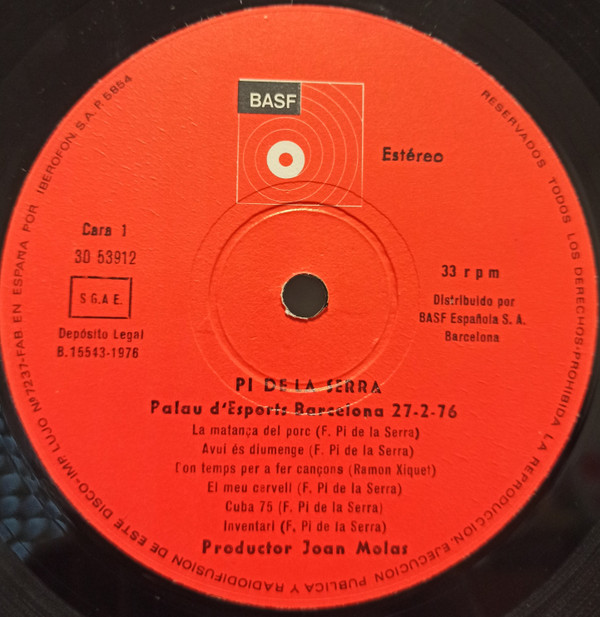 BASF
Estéreo
Cara 1
30 53912
S.G.A.E.
Depósito Legal
B.15543-1976
33 rpm
Distribuido por
BASF Española S. A.
Barcelona
PI DE LA SERRA
Palau d'Esports Barcelona 27-2-76
La matança del porc (F. Pi de la Serra)
Avui és diumenge (F. Pi de la Serra)
Ton temps per a fer cançons (Ramon Xiquet)
El meu cervell (F. Pi de la Serra)
Cuba 75 (F. Pi de la Serra)
Inventari (F. Pi de la Serra)
Productor Joan Molas
RESERVADOS TODOS LOS DERECHOS-PROHIBIDA LA REPRODUCCION, EJECUCION PUBLICA Y RADIODIFUSION DE ESTE DISCO-IMP. LUJO Nº7237-FAB EN ESPAÑA POR IBEROFON. S.A. R 5854